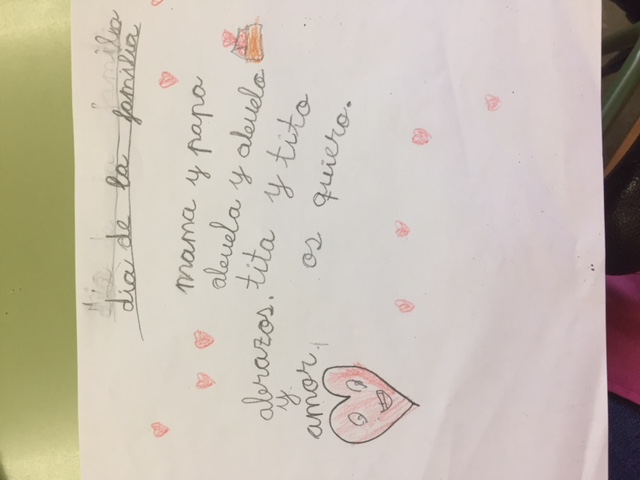 dia de la familia
mama y papa
abuela y abuelo
abrazos. tita y tito
y
amor, os quiero.